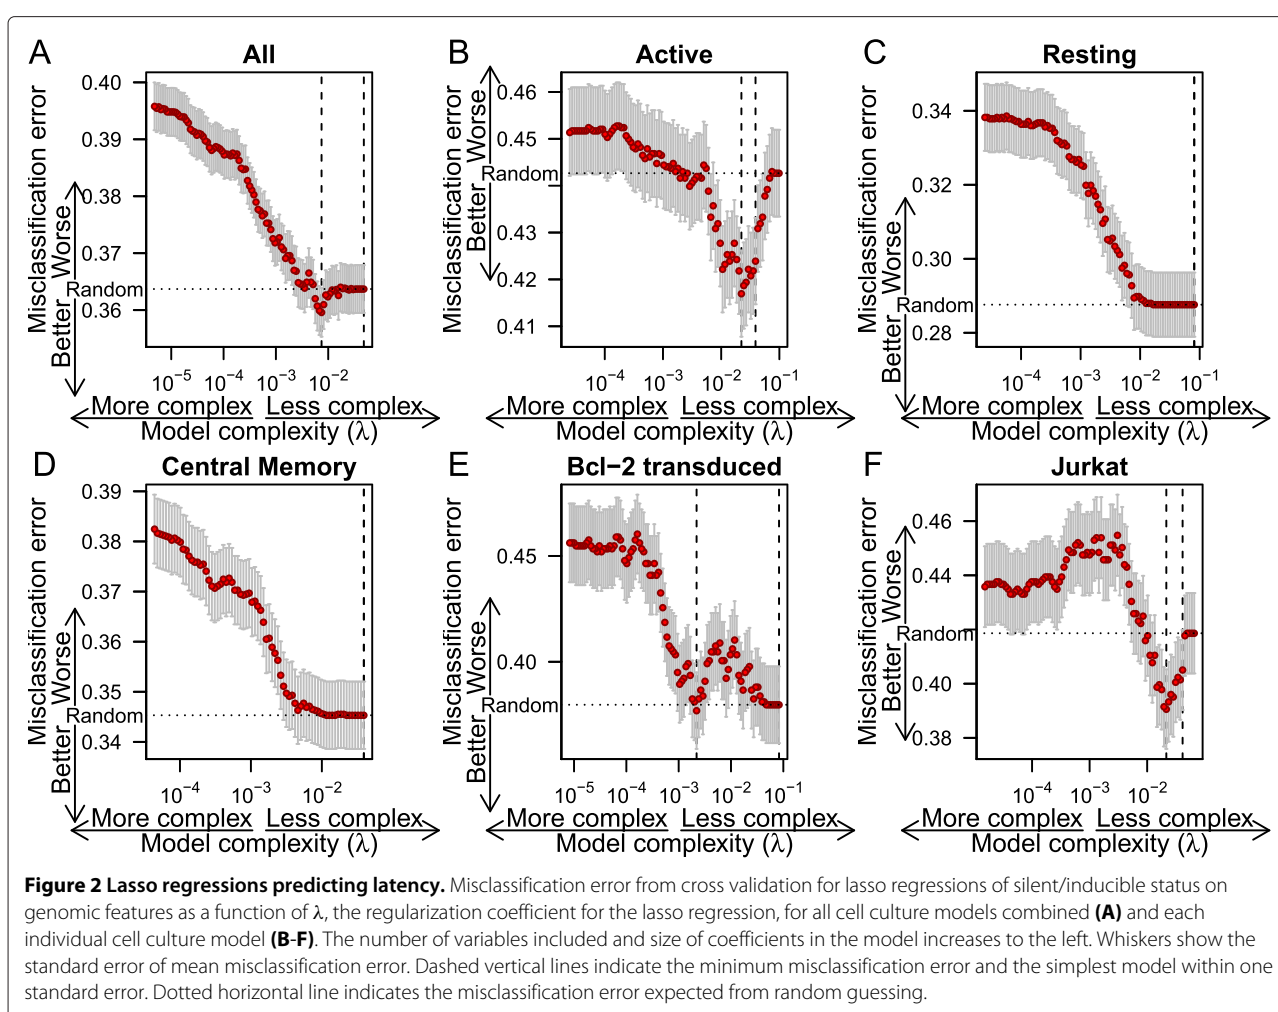 A
All
Misclassification error
Better Worse
0.40
0.39
0.38
0.37
Random
0.36
10−5 10−4 10−3 10−2
More complex Less complex
Model complexity (λ)
B
Active
Misclassification error
Better Worse
0.46
0.45
Random
0.43
0.42
0.41
10−4 10−3 10−2 10−1
More complex Less complex
Model complexity (λ)
C
Resting
Misclassification error
Better Worse
0.34
0.32
0.30
Random
0.28
10−4 10−3 10−2 10−1
More complex Less complex
Model complexity (λ)
D
Central Memory
Misclassification error
Better Worse
0.39
0.38
0.37
0.36
0.35
Random
0.34
10−4 10−3 10−2
More complex Less complex
Model complexity (λ)
E
Bcl−2 transduced
Misclassification error
Better Worse
0.45
0.40
Random
10−5 10−4 10−3 10−2 10−1
More complex Less complex
Model complexity (λ)
F
Jurkat
Misclassification error
Better Worse
0.46
0.44
Random
0.40
0.38
10−4 10−3 10−2
More complex Less complex
Model complexity (λ)
Figure 2 Lasso regressions predicting latency. Misclassification error from cross validation for lasso regressions of silent/inducible status on
genomic features as a function of λ, the regularization coefficient for the lasso regression, for all cell culture models combined (A) and each
individual cell culture model (B-F). The number of variables included and size of coefficients in the model increases to the left. Whiskers show the
standard error of mean misclassification error. Dashed vertical lines indicate the minimum misclassification error and the simplest model within one
standard error. Dotted horizontal line indicates the misclassification error expected from random guessing.